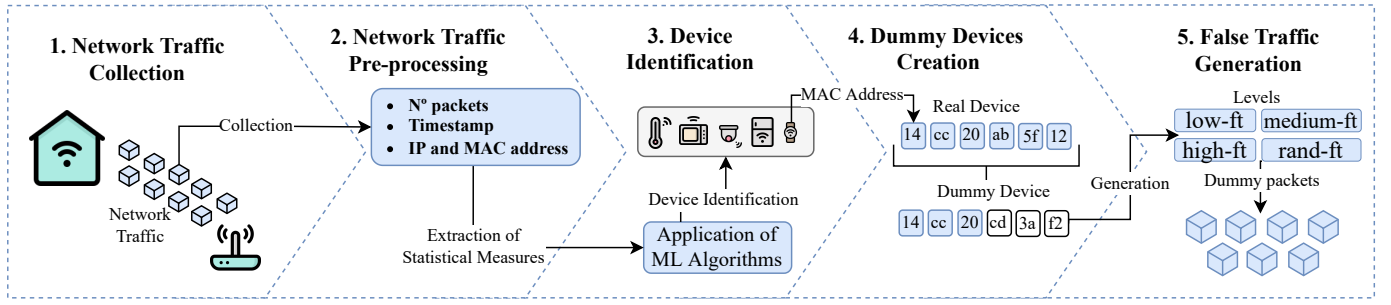 1. Network Traffic
Collection
Collection
Network
Traffic
2. Network Traffic
Pre-processing
• Nº packets
• Timestamp
• IP and MAC address
Extraction of
Statistical Measures
3. Device
Identification
Device Identification
Application of
ML Algorithms
4. Dummy Devices
Creation
MAC Address
Real Device
14 cc 20 ab 5f 12
Dummy Device
14 cc 20 cd 3a f2
Generation
5. False Traffic
Generation
Levels
low-ft medium-ft
high-ft rand-ft
Dummy packets